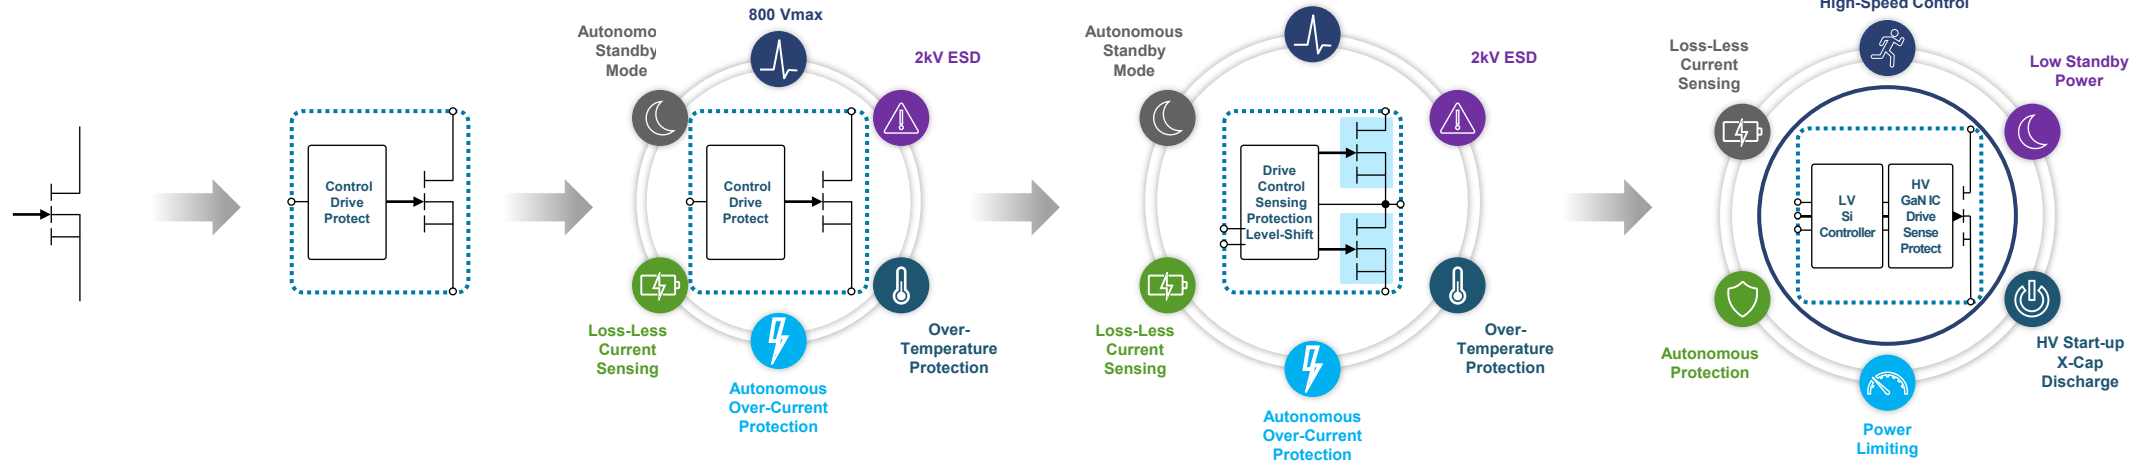 Control
Drive
Protect
800 Vmax
Autonomo
Standby
Mode
2kV ESD
Control
Drive
Protect
Loss-Less
Current
Sensing
Over-
Temperature
Protection
Autonomous
Over-Current
Protection
Autonomous
Standby
Mode
2kV ESD
Drive
Control
Sensing
Protection
Level-Shift
Loss-Less
Current
Sensing
Over-
Temperature
Protection
Autonomous
Over-Current
Protection
High-Speed Control
Loss-Less
Current
Sensing
Low Standby
Power
LV
Si
Controller
HV
GaN IC
Drive
Sense
Protect
Autonomous
Protection
HV Start-up
X-Cap
Discharge
Power
Limiting